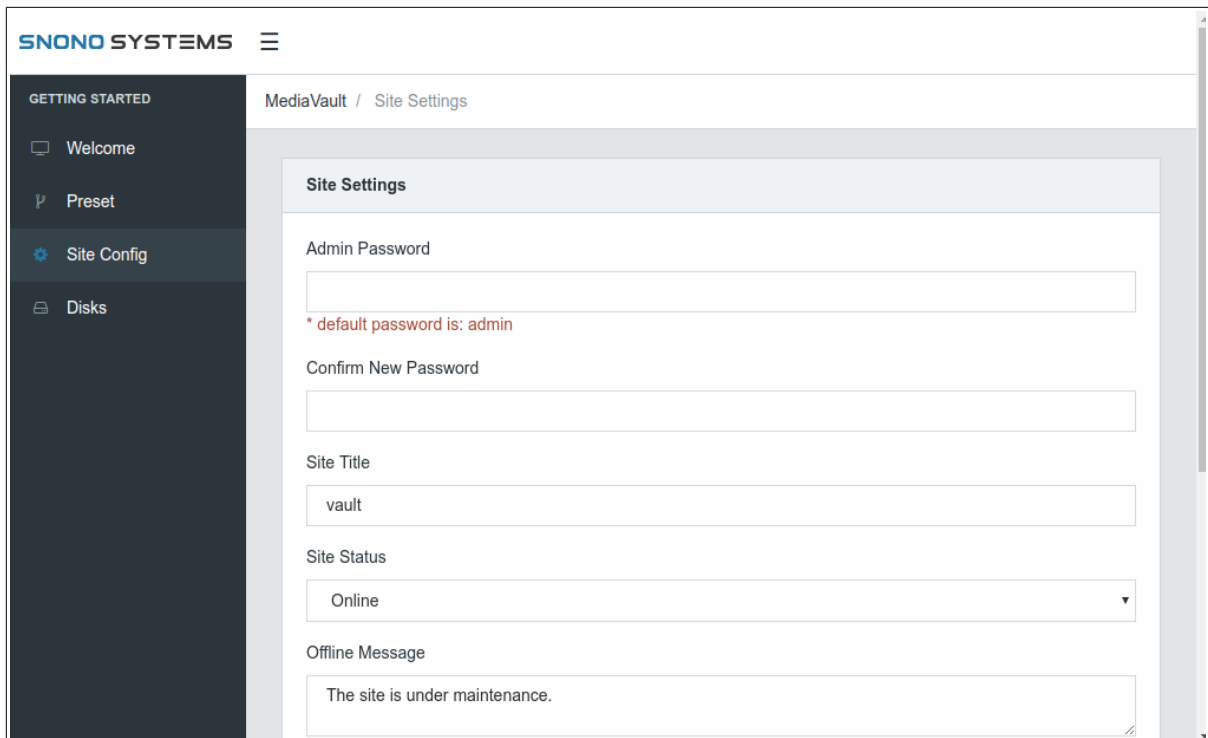 SNONO SYSTEMS
GETTING STARTED
Welcome
Preset
Site Config
Disks
MediaVault / Site Settings
Site Settings
Admin Password
* default password is: admin
Confirm New Password
Site Title
vault
Site Status
Online
Offline Message
The site is under maintenance.